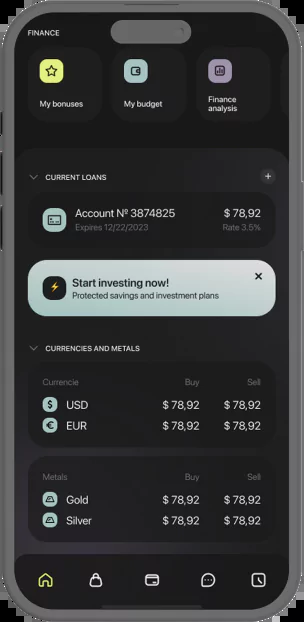 FINANCE
My bonuses
My budget
Finance
analysis
CURRENT LOANS
Account Nº 3874825
$ 78,92
Expires 12/22/2023
Rate 3.5%
Start investing now!
Protected savings and investment plans
CURRENCIES AND METALS
Currencie Buy Sell
USD $ 78,92 $ 78,92
EUR $ 78,92 $ 78,92
Metals Buy Sell
Gold $ 78,92 $ 78,92
Silver $ 78,92 $ 78,92